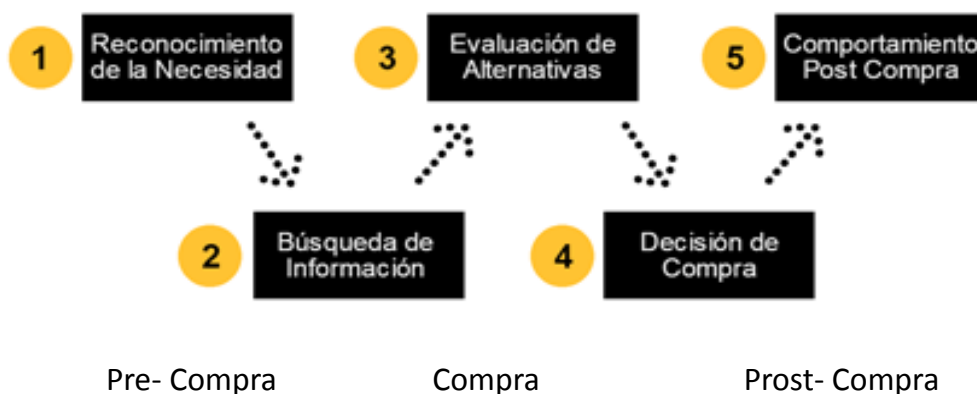 1
Reconocimiento
de la Necesidad
2
Búsqueda de
Información
3
Evaluación de
Alternativas
4
Decisión de
Compra
5
Comportamiento
Post Compra
Pre- Compra
Compra
Prost- Compra